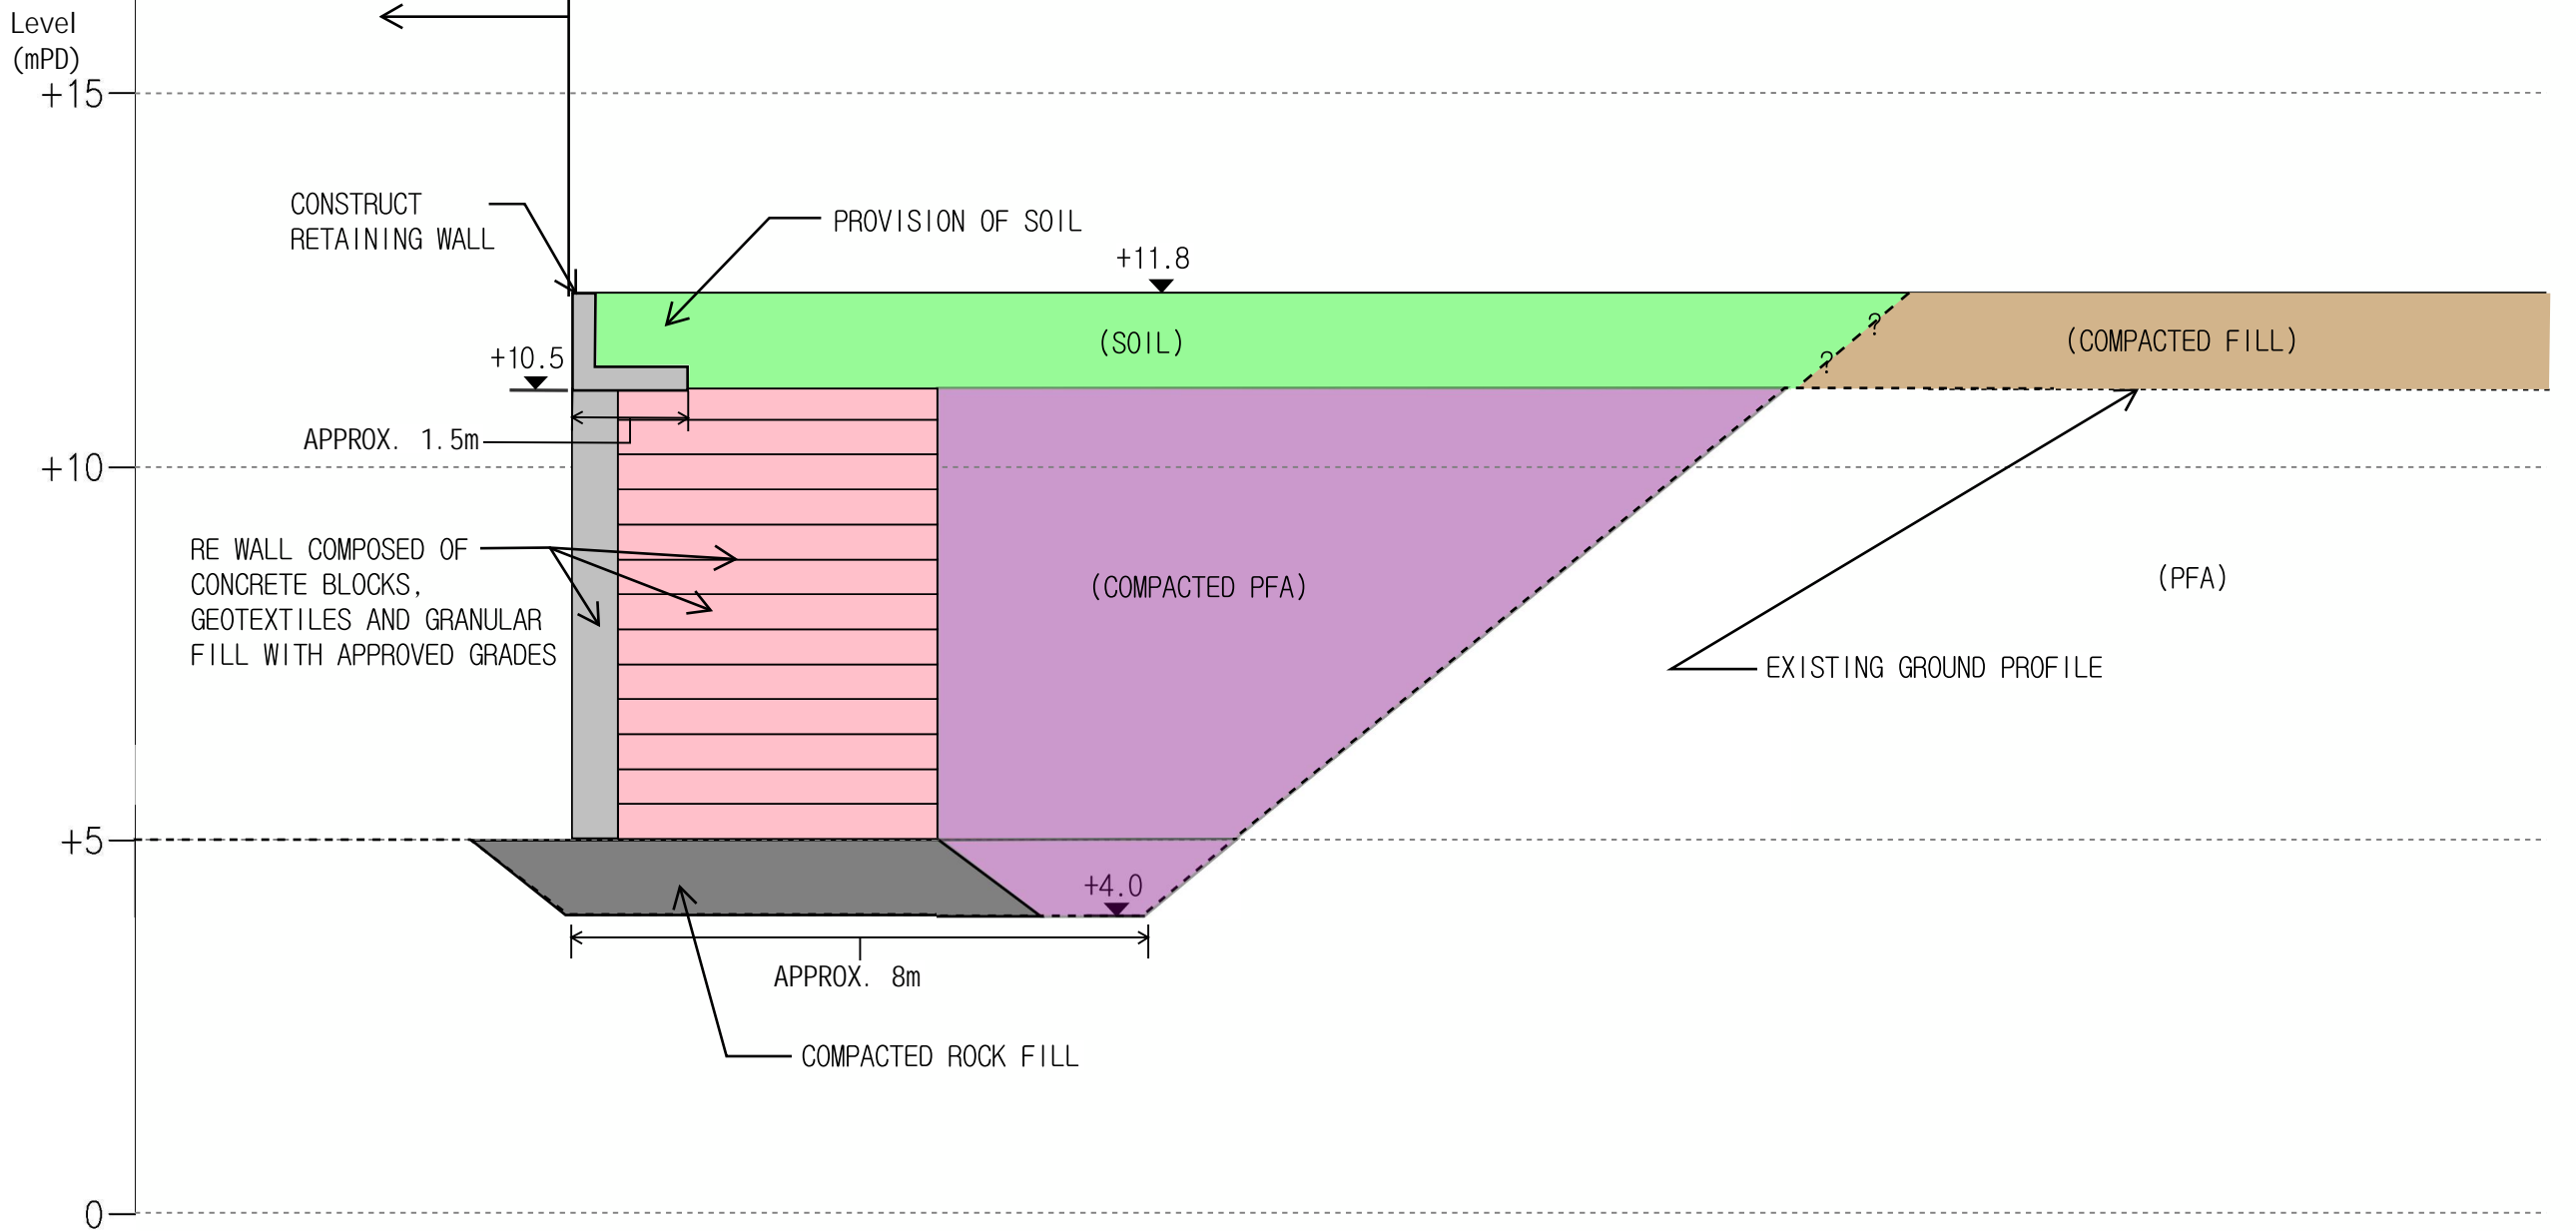 Level
(mPD)
+15
CONSTRUCT
RETAINING WALL
PROVISION OF SOIL
+11.8
(SOIL)
?
?
(COMPACTED FILL)
+10.5
APPROX. 1.5m
+10
RE WALL COMPOSED OF
CONCRETE BLOCKS,
GEOTEXTILES AND GRANULAR
FILL WITH APPROVED GRADES
(COMPACTED PFA)
(PFA)
EXISTING GROUND PROFILE
+5
+4.0
APPROX. 8m
COMPACTED ROCK FILL
0